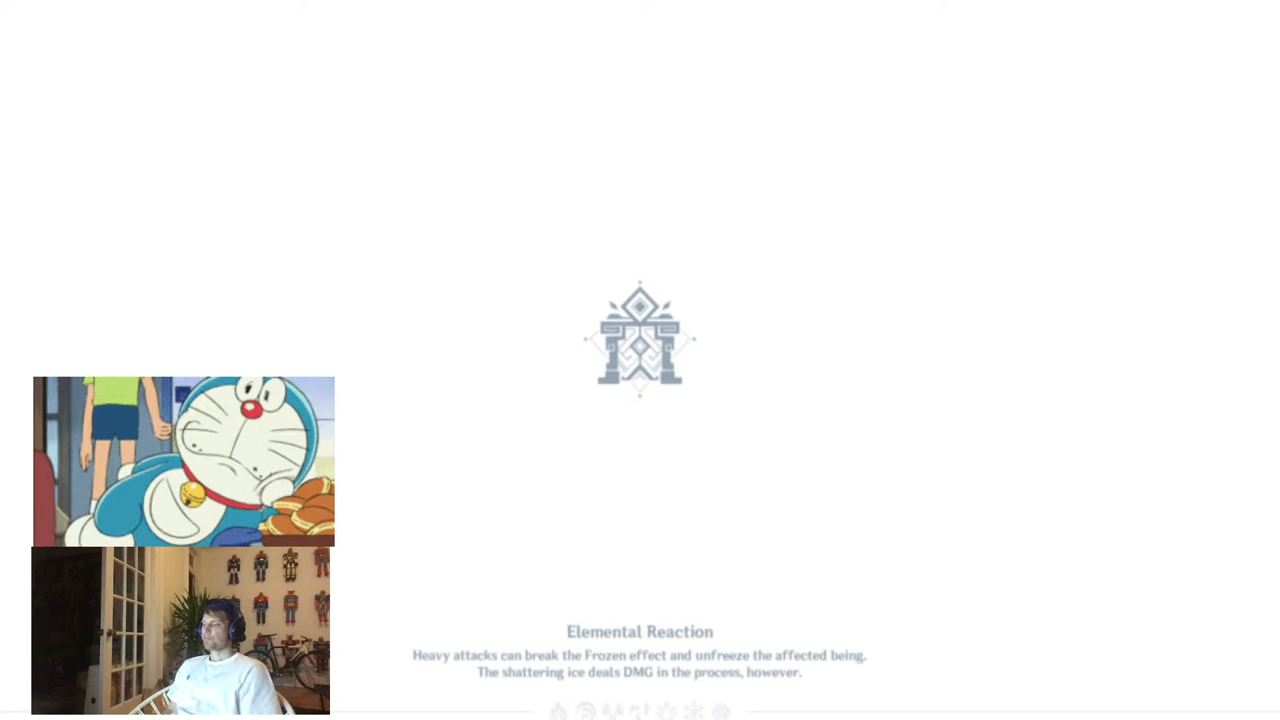 Elemental Reaction
Heavy attacks can break the Frozen effect and unfreeze the affected being.
The shattering ice deals DMG in the process, however.